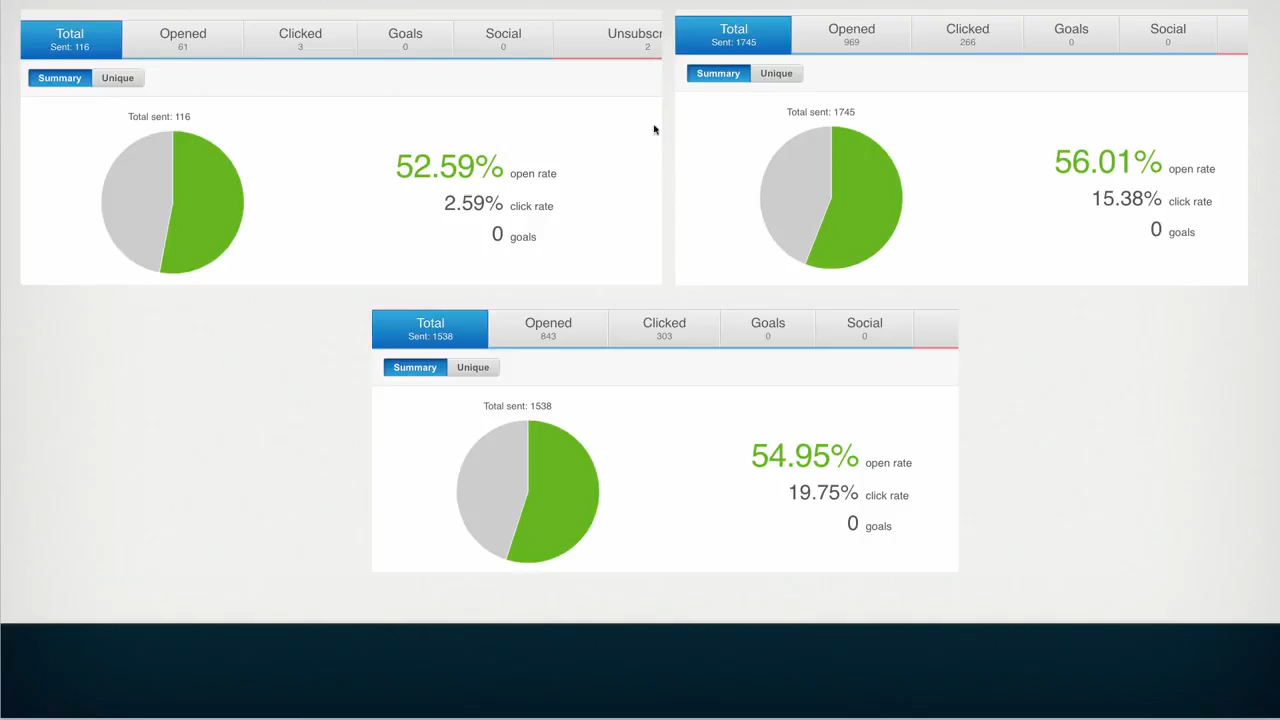 Total Opened Clicked Goals Social Unsubscr
Sent: 116 61 3 0 0 2
Summary Unique
Total sent: 116
52.59% open rate
2.59% click rate
0 goals
Total Opened Clicked Goals Social
Sent: 1745 969 266 0 0
Summary Unique
Total sent: 1745
56.01% open rate
15.38% click rate
0 goals
Total Opened Clicked Goals Social
Sent: 1538 843 303 0 0
Summary Unique
Total sent: 1538
54.95% open rate
19.75% click rate
0 goals